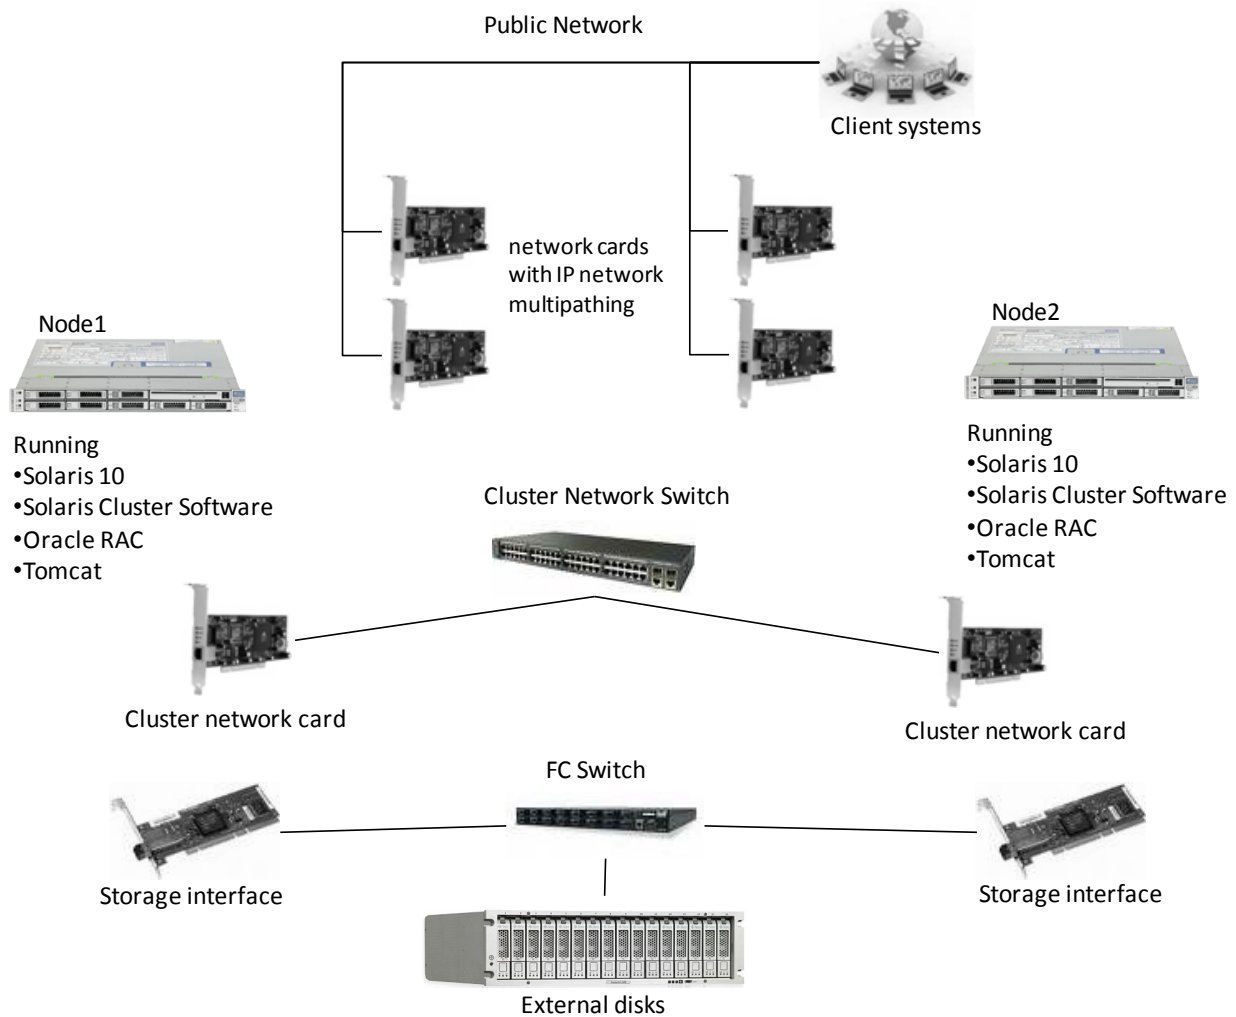 Public Network
Client systems
network cards
with IP network
multipathing
Node1
Node2
Running
•Solaris 10
•Solaris Cluster Software
•Oracle RAC
•Tomcat
Running
•Solaris 10
•Solaris Cluster Software
•Oracle RAC
•Tomcat
Cluster Network Switch
Cluster network card
Cluster network card
FC Switch
Storage interface
Storage interface
External disks